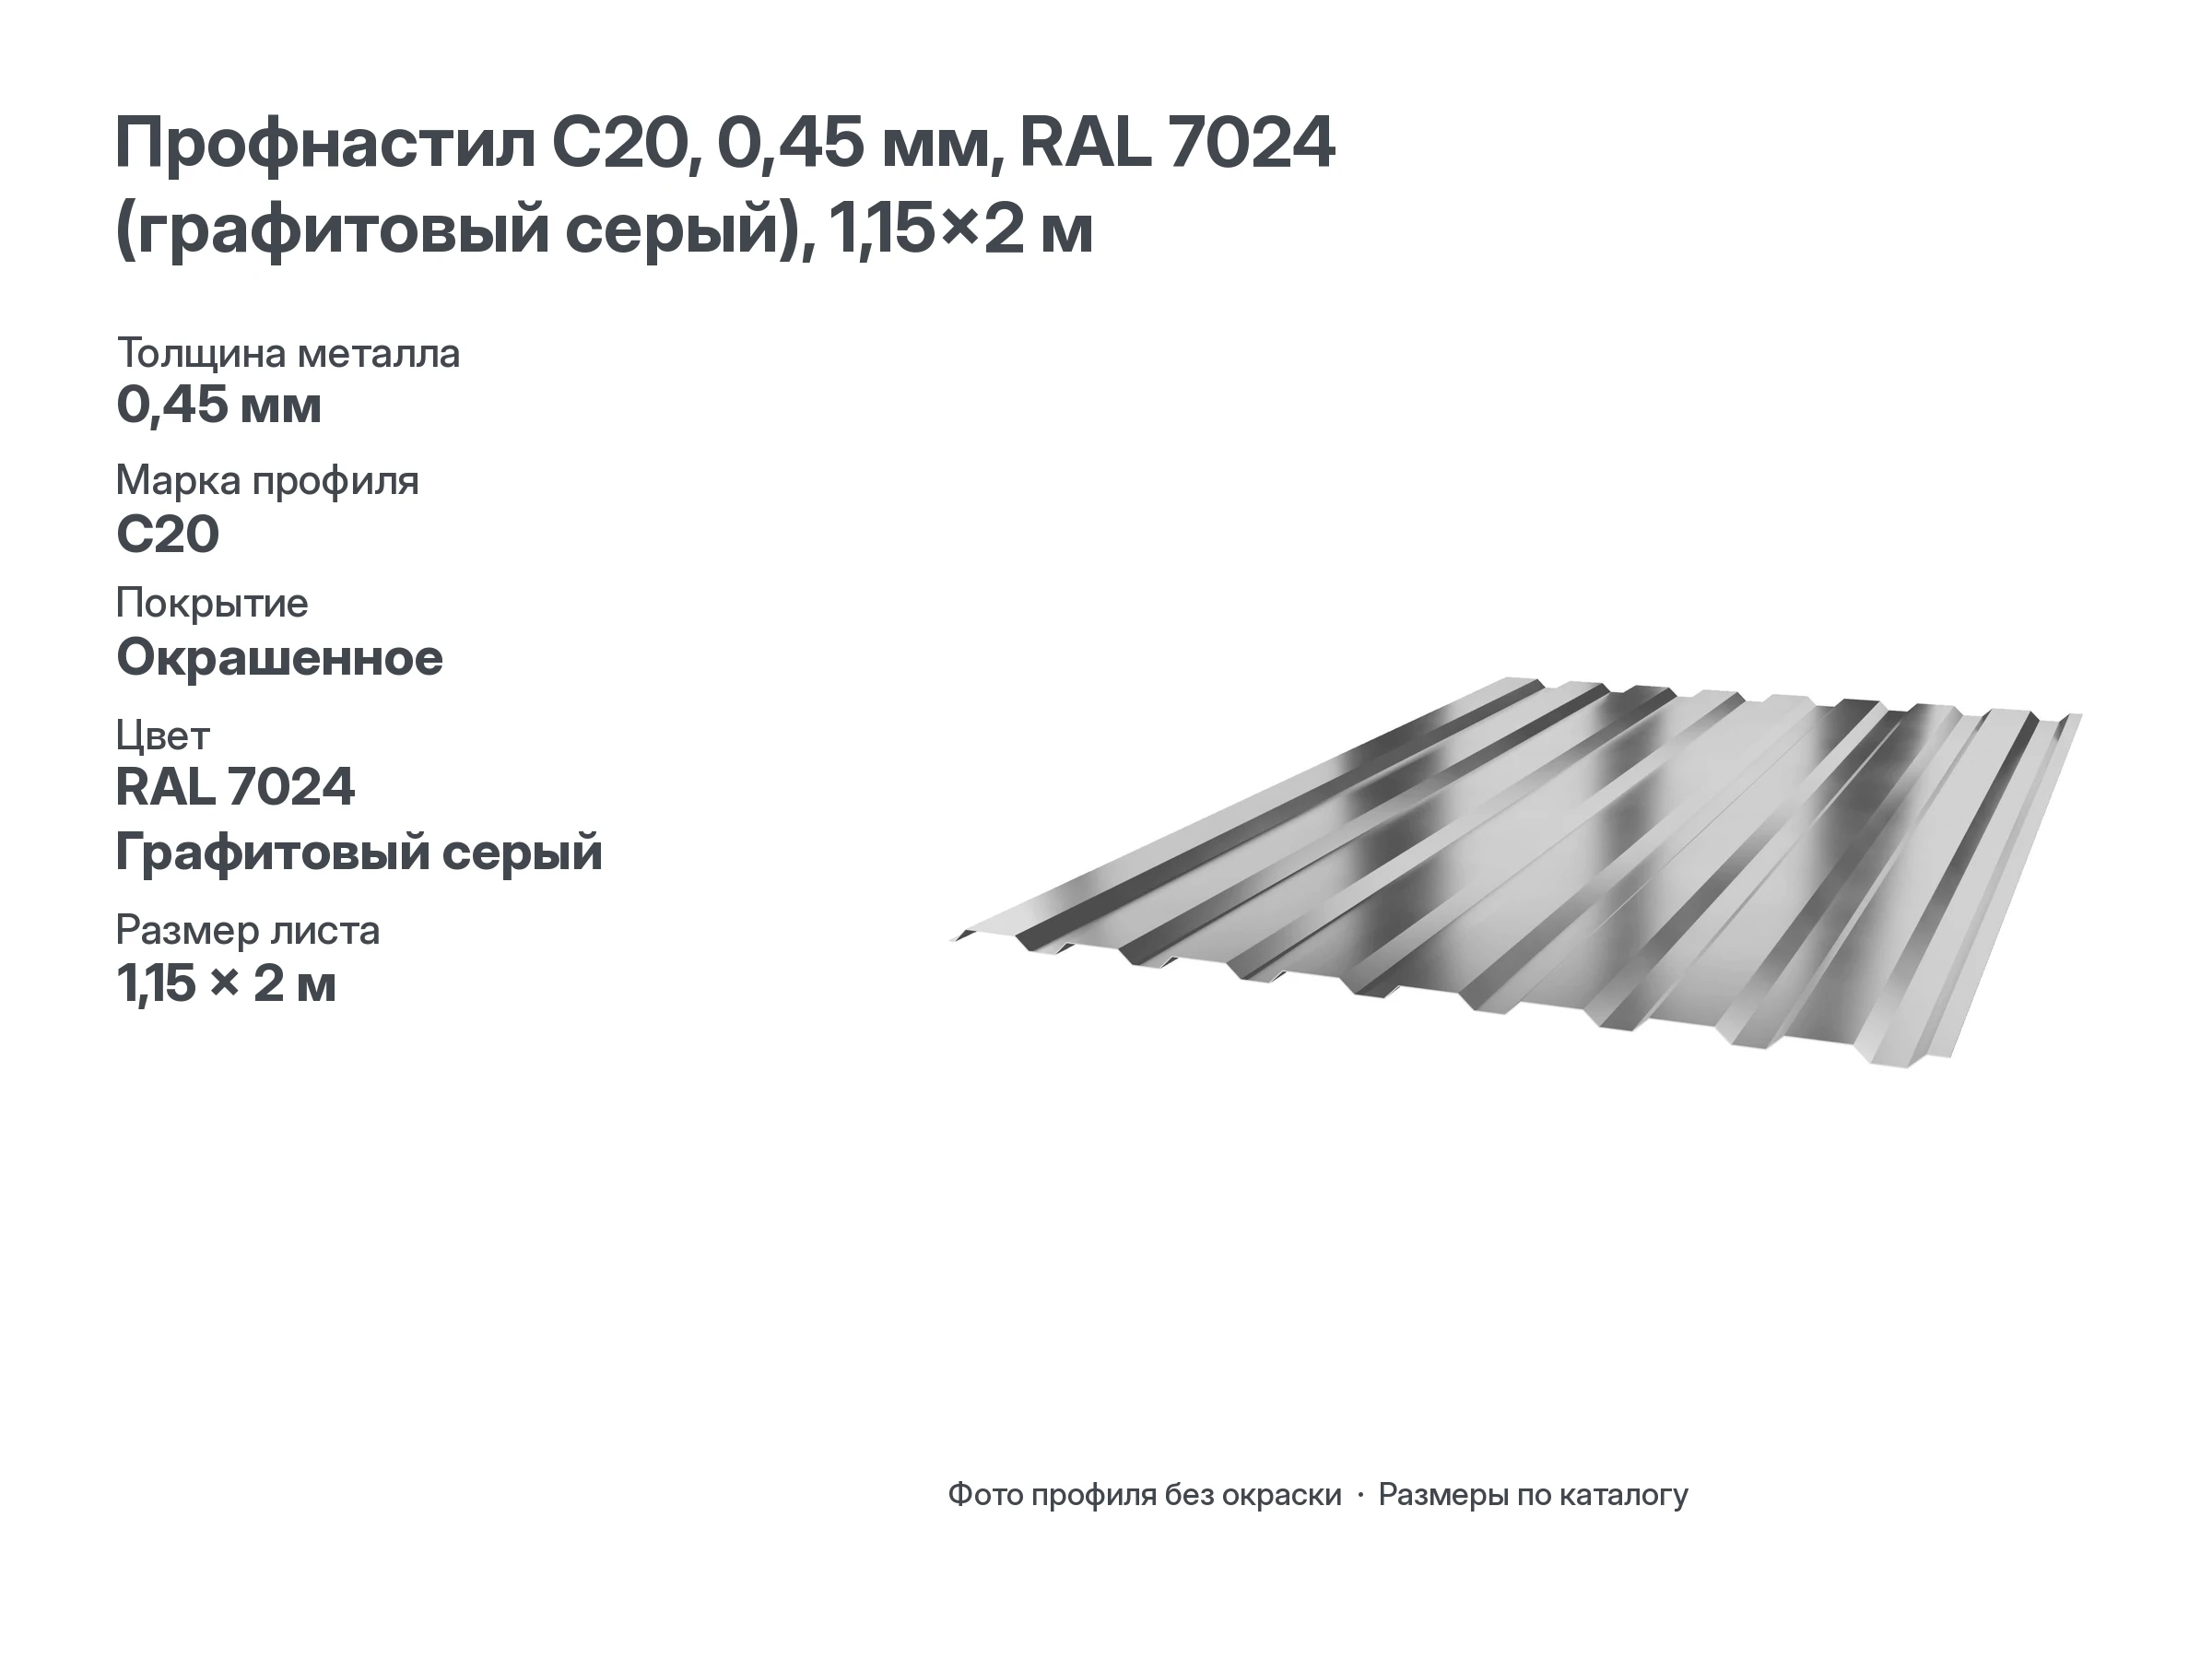 Профнастил С20, 0,45 мм, RAL 7024
(графитовый серый), 1,15×2 м
Толщина металла
0,45 мм
Марка профиля
С20
Покрытие
Окрашенное
Цвет
RAL 7024
Графитовый серый
Размер листа
1,15 × 2 м
Фото профиля без окраски · Размеры по каталогу